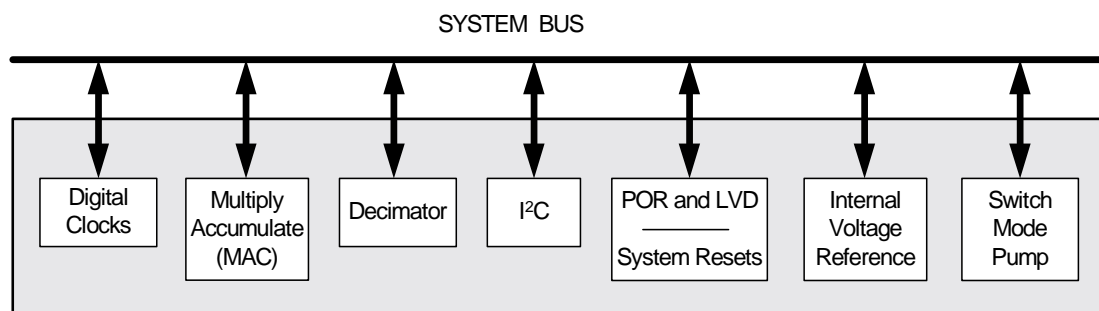 SYSTEM BUS
Digital
Clocks
Multiply
Accumulate
(MAC)
Decimator
I²C
POR and LVD
System Resets
Internal
Voltage
Reference
Switch
Mode
Pump